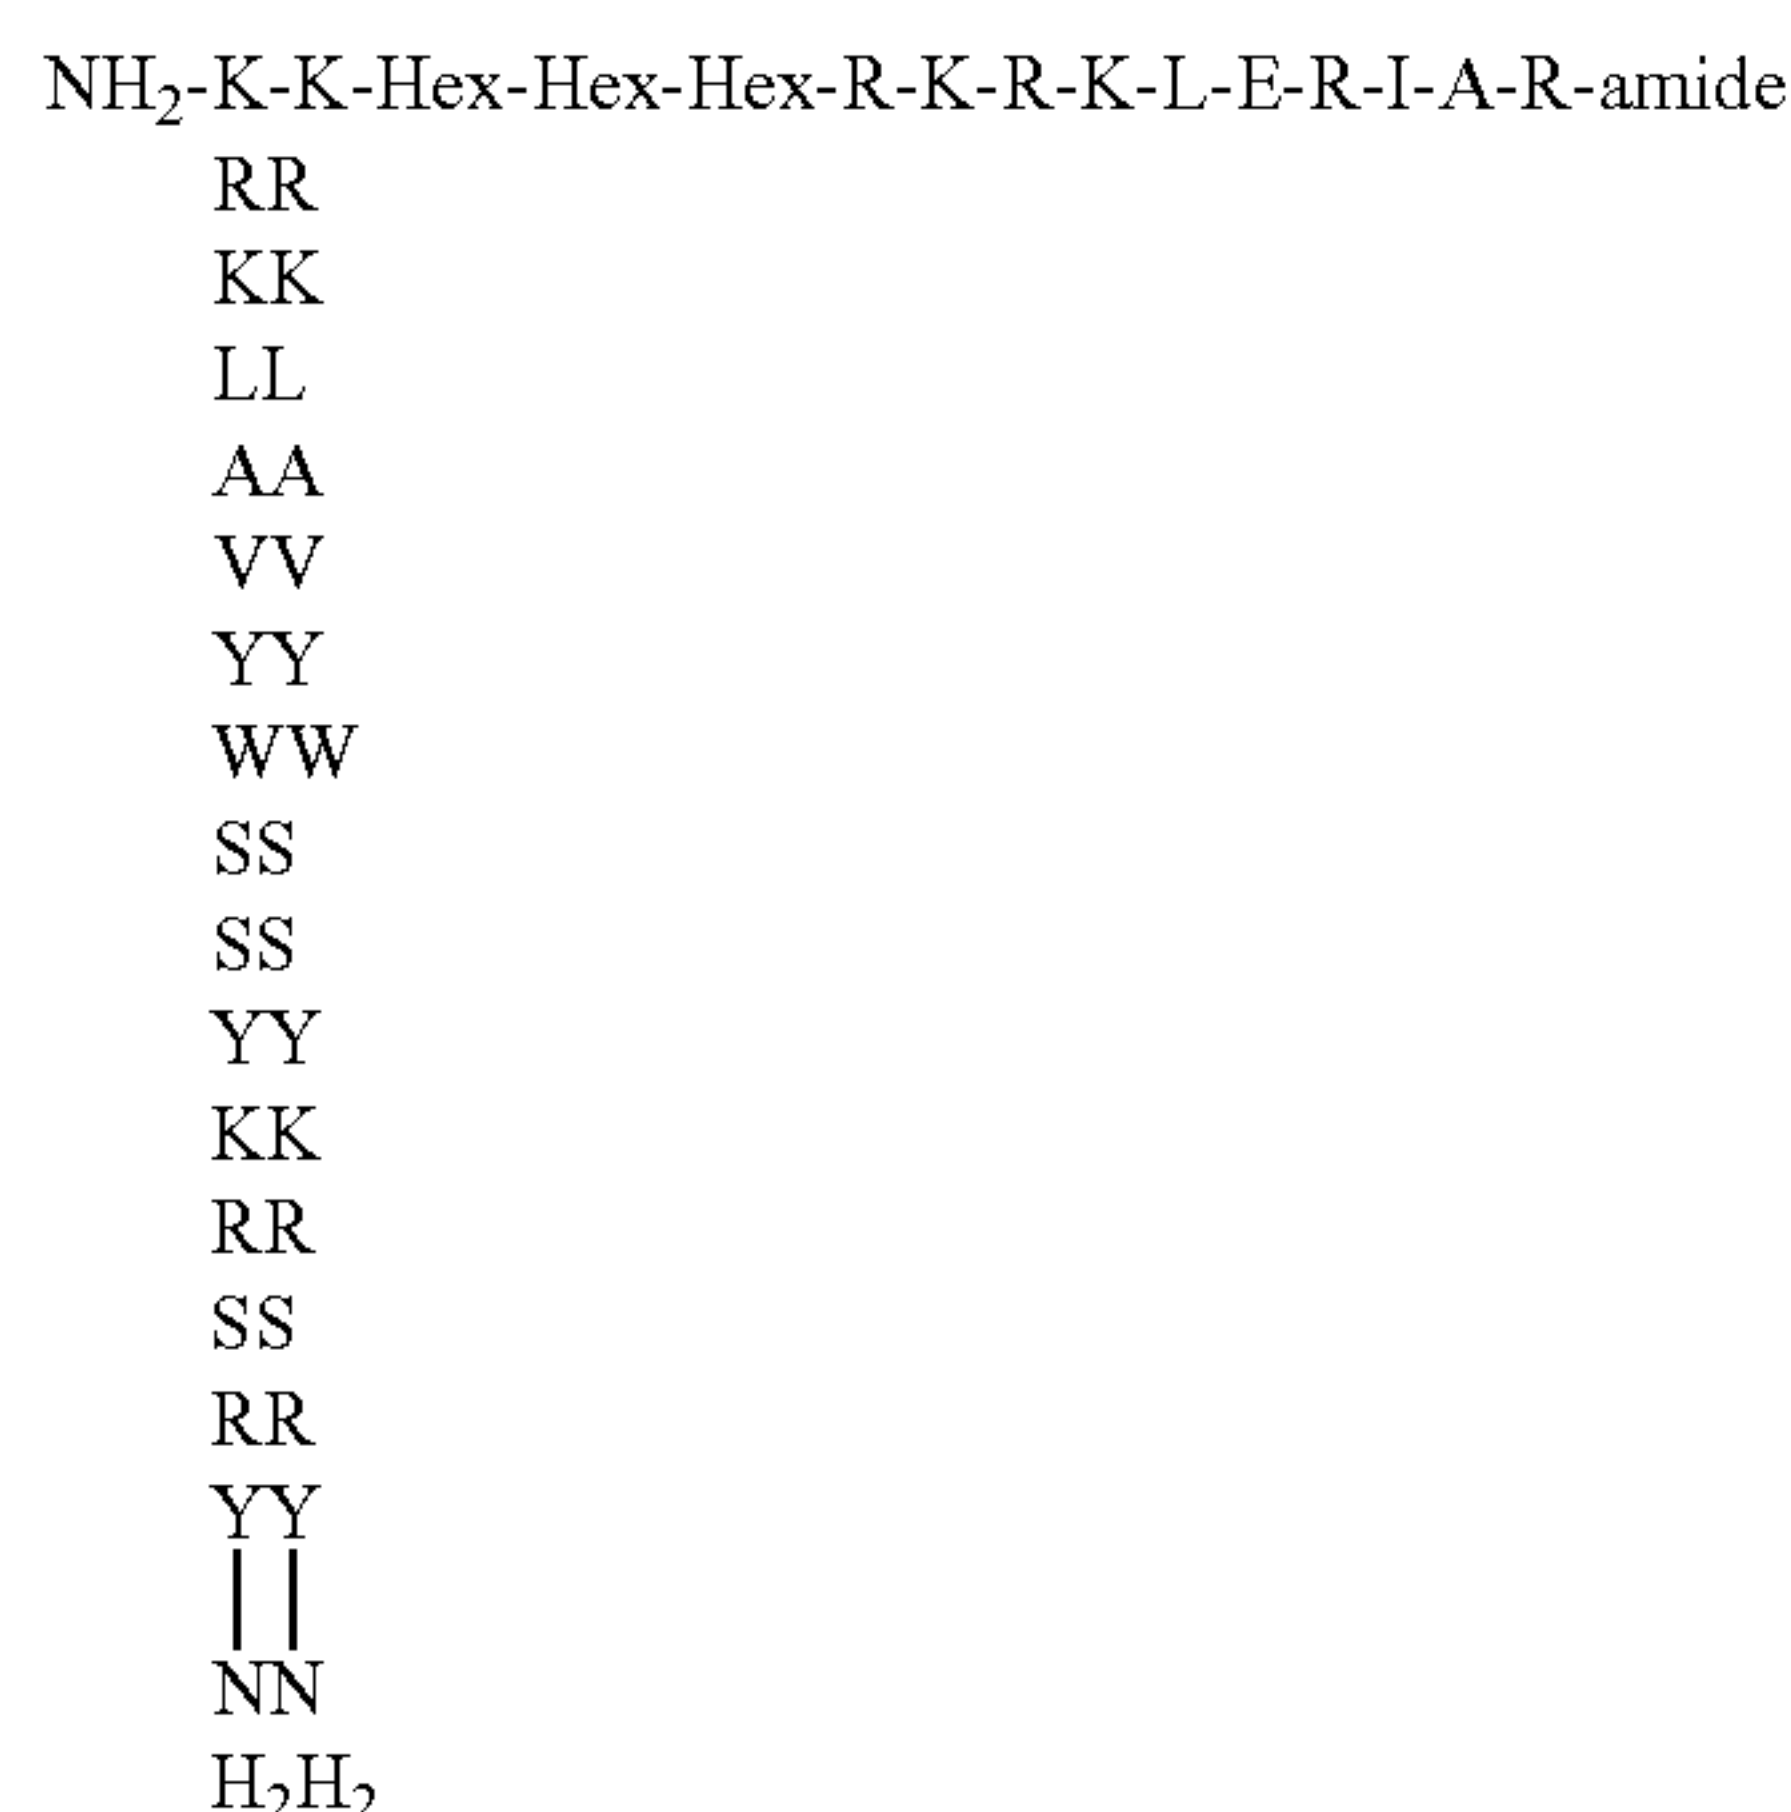 NH₂-K-K-Hex-Hex-Hex-R-K-R-K-L-E-R-I-A-R-amide
RR
KK
LL
AA
VV
YY
WW
SS
SS
YY
KK
RR
SS
RR
YY
NN
H₂H₂